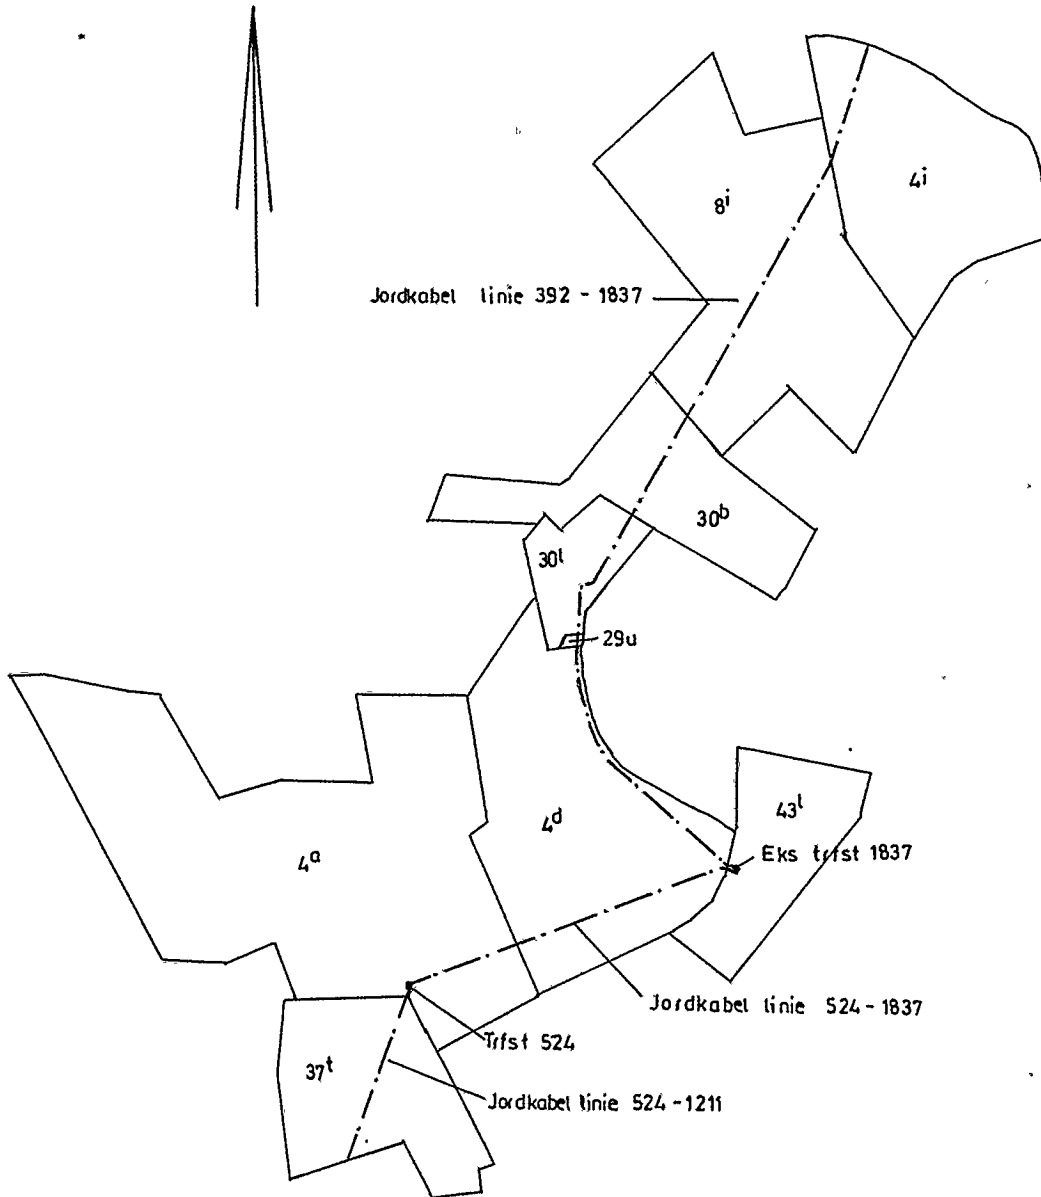 4i
8i
Jordkabel linie 392 - 1837
30b
30l
29u
43l
4d
4a
Eks trfst 1837
Jordkabel linie 524 - 1837
Trfst 524
37t
Jordkabel linie 524 - 1211